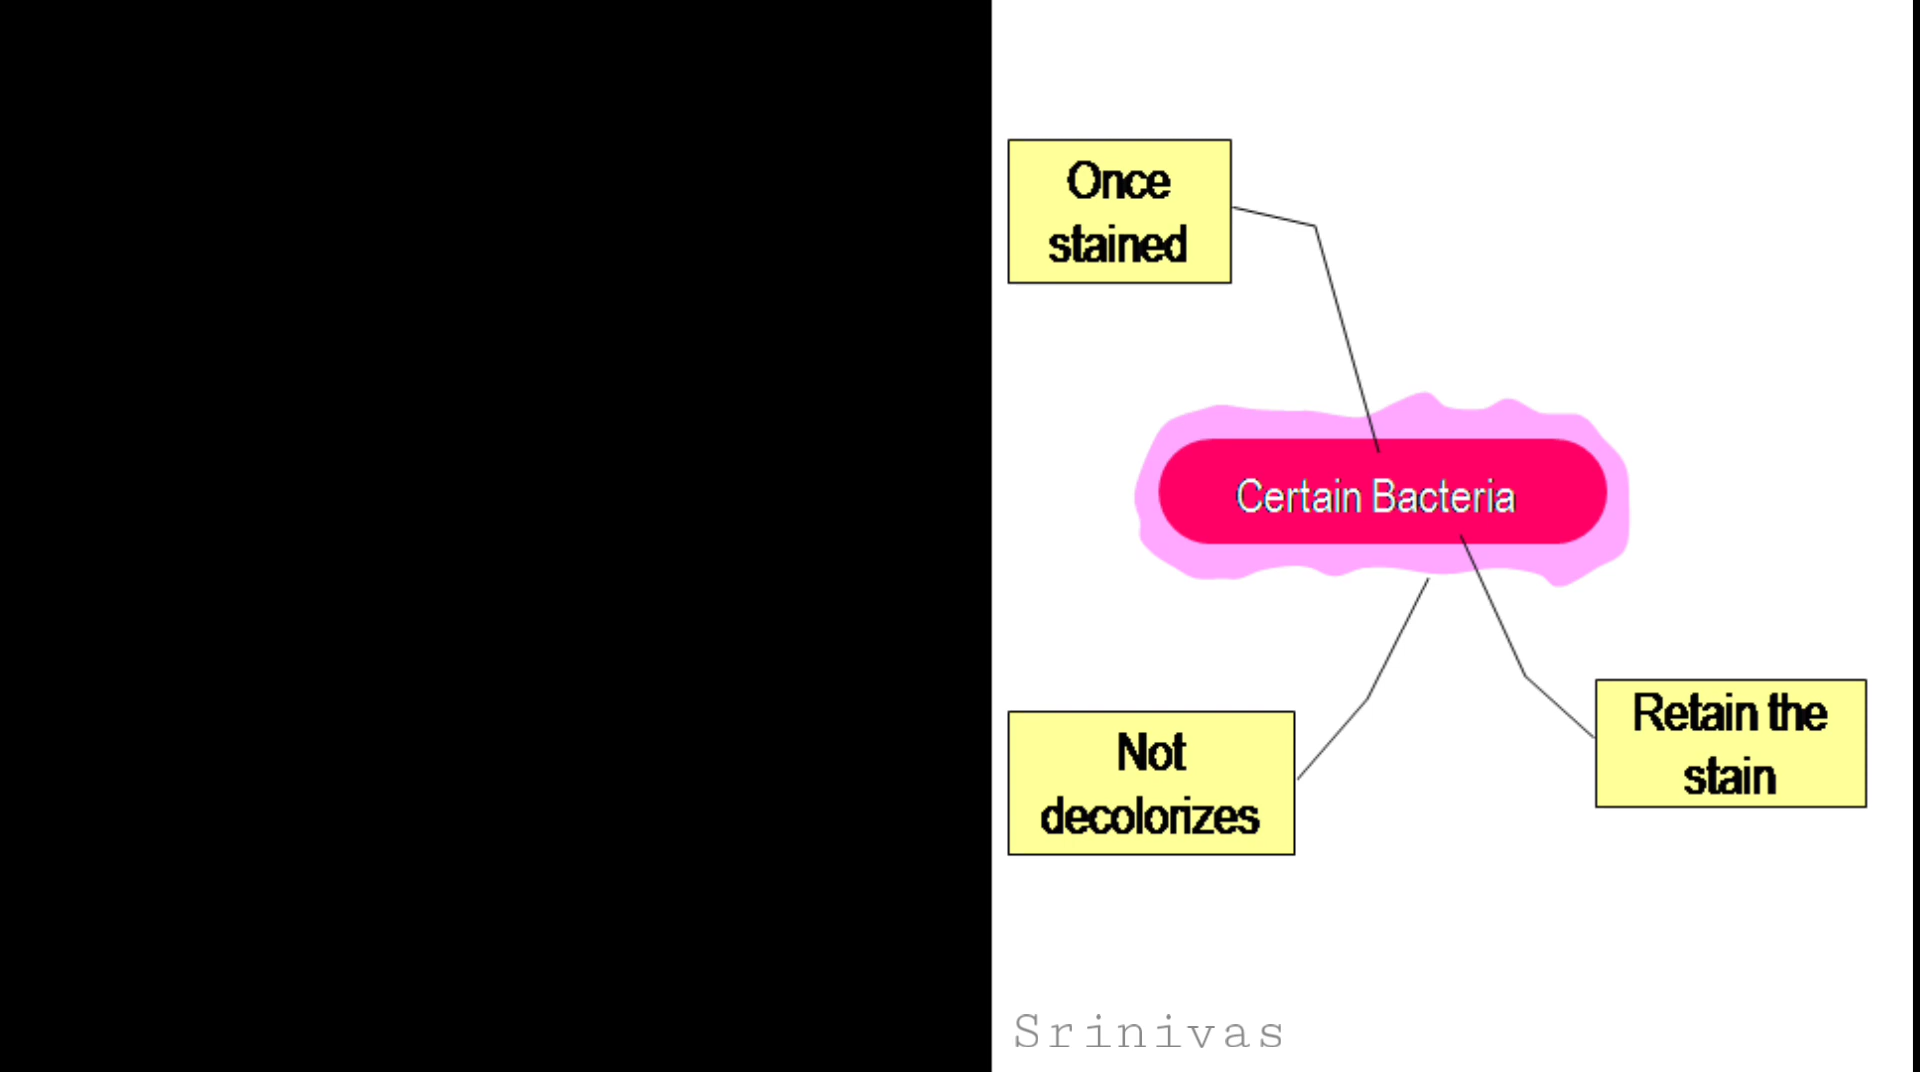 Once
stained
Certain Bacteria
Retain the
stain
Not
decolorizes
Srinivas